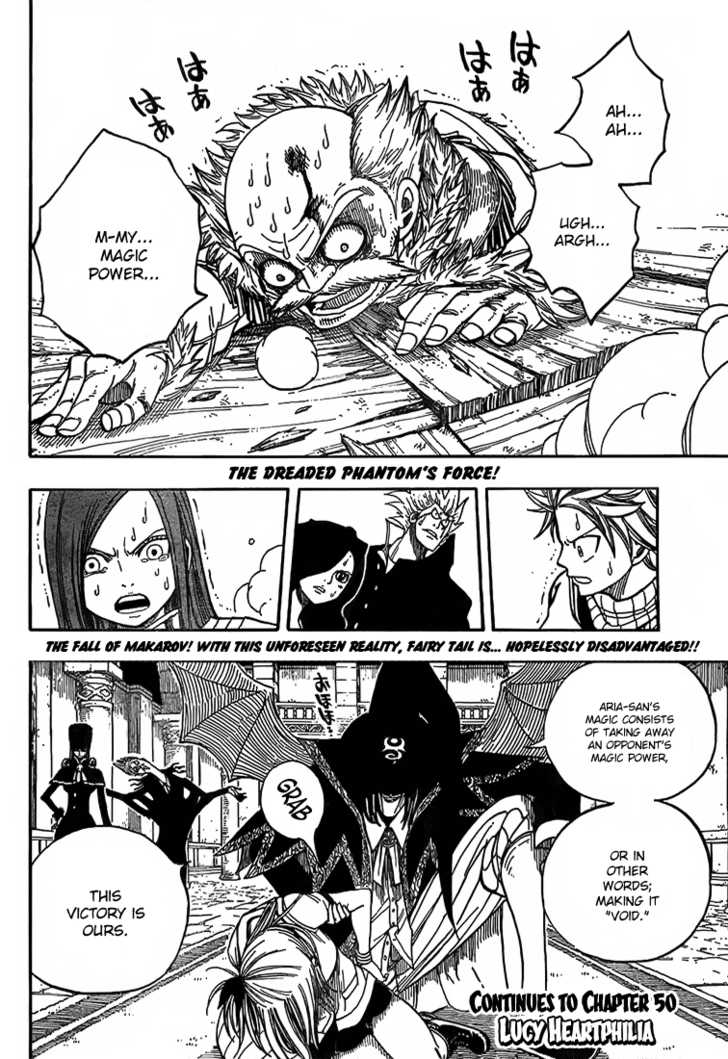 はぁ
はぁ
はぁ
はぁ
AH...
AH...
UGH...
ARGH...
M-MY...
MAGIC
POWER...
THE DREADED PHANTOM'S FORCE!
THE FALL OF MAKAROV! WITH THIS UNFORESEEN REALITY, FAIRY TAIL IS... HOPELESSLY DISADVANTAGED!!
ARIA-SAN'S
MAGIC CONSISTS
OF TAKING AWAY
AN OPPONENT'S
MAGIC POWER,
GRAB
OR IN
OTHER
WORDS;
MAKING IT
"VOID."
THIS
VICTORY IS
OURS.
CONTINUES TO CHAPTER 50
LUCY HEARTPHILIA